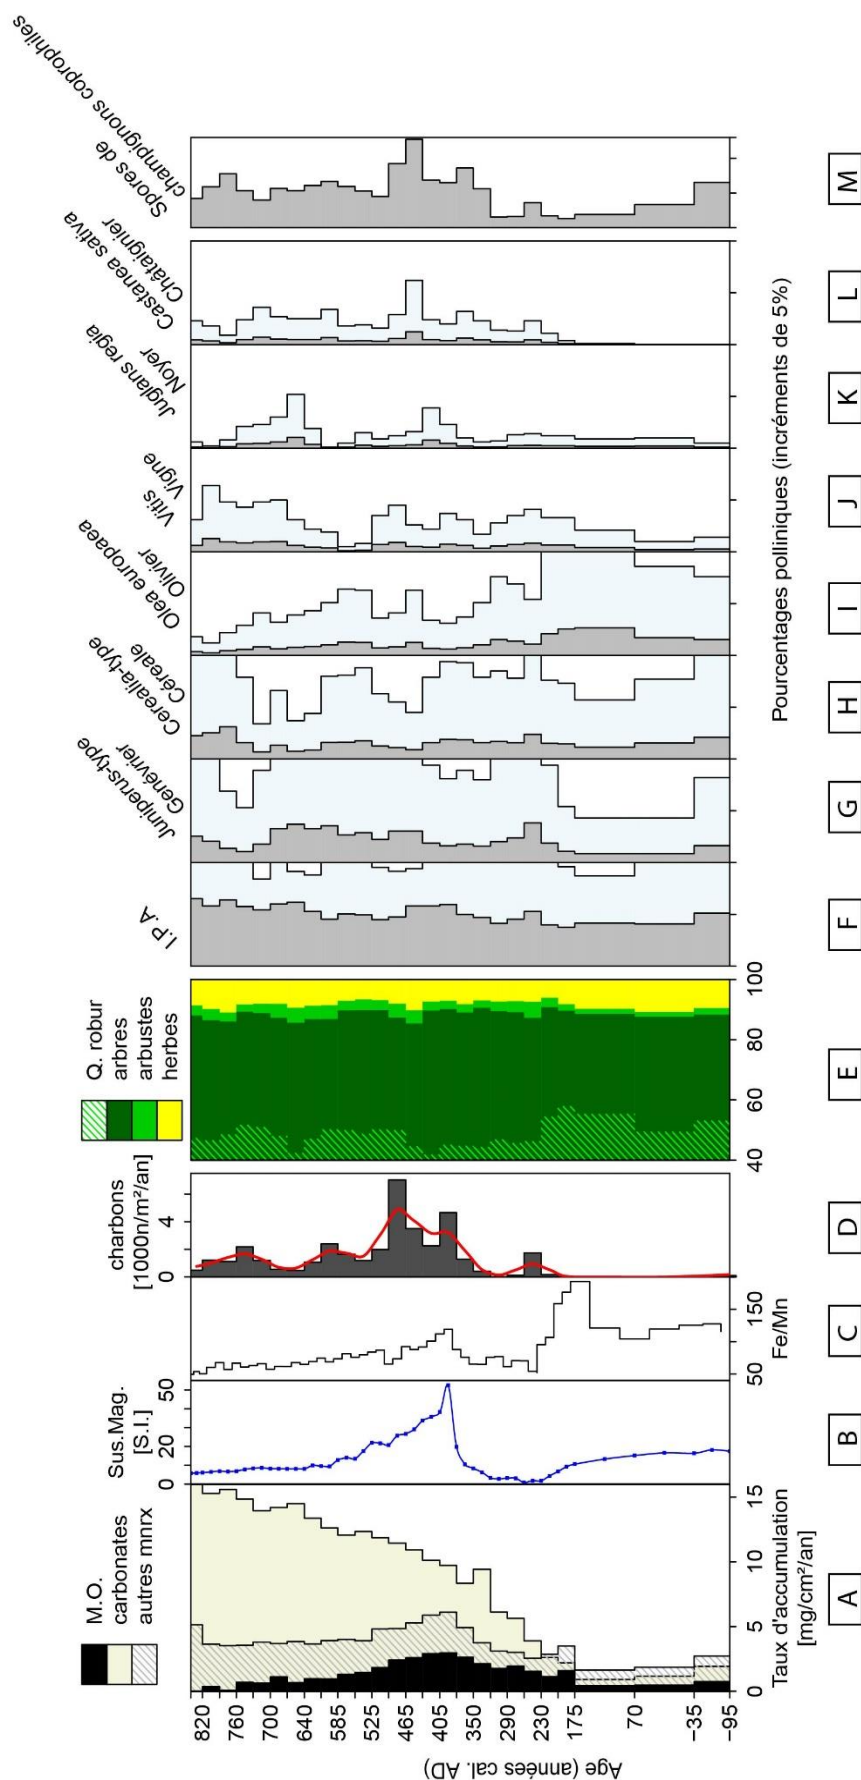 M.O.
carbonates
autres mnrx
Sus.Mag.
[S.I.]
charbons
[1000n/m²/an]
Q. robur
arbres
arbustes
herbes
I.P.A
Juniperus-type
Genévrier
Cerealia-type
Céreale
Olea europaea
Olivier
Vitis
Vigne
Juglans regia
Noyer
Castanea sativa
Châtaignier
Spores de
champignons coprophiles
Age (années cal. AD)
820
760
700
640
585
525
465
405
350
290
230
175
70
-35
-95
0 5 10 15
Taux d'accumulation
[mg/cm²/an]
0 20 50
50 150
Fe/Mn
0 4
40 60 80 100
Pourcentages polliniques (incréments de 5%)
A B C D E F G H I J K L M